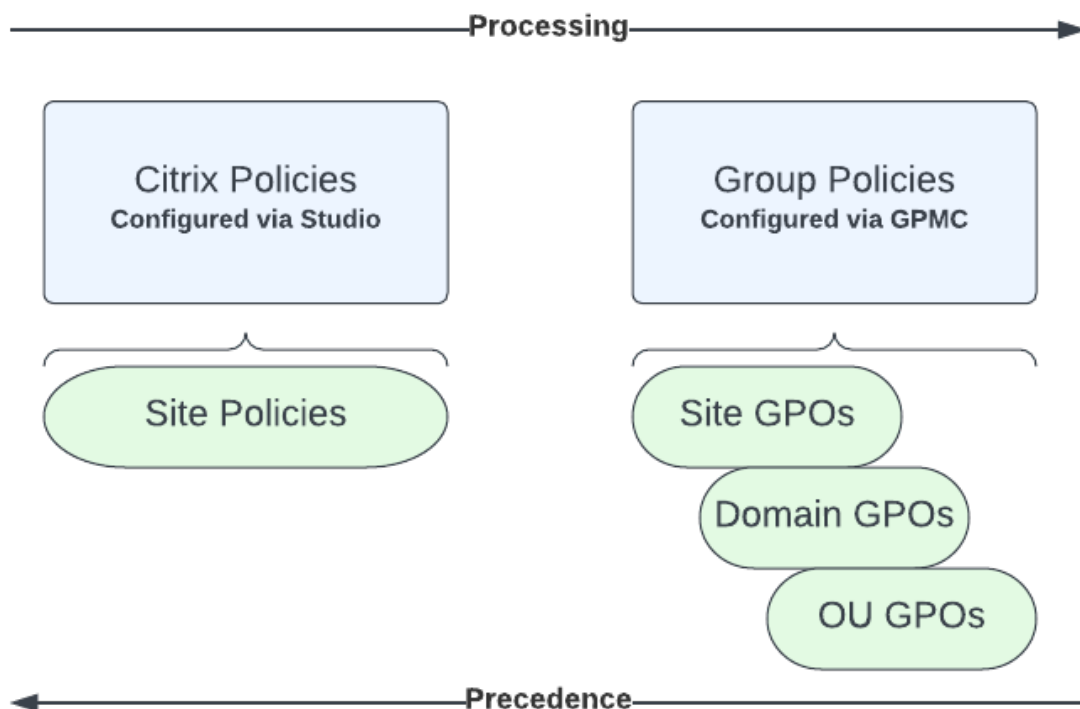 Processing
Citrix Policies
Configured via Studio
Group Policies
Configured via GPMC
Site Policies
Site GPOs
Domain GPOs
OU GPOs
Precedence